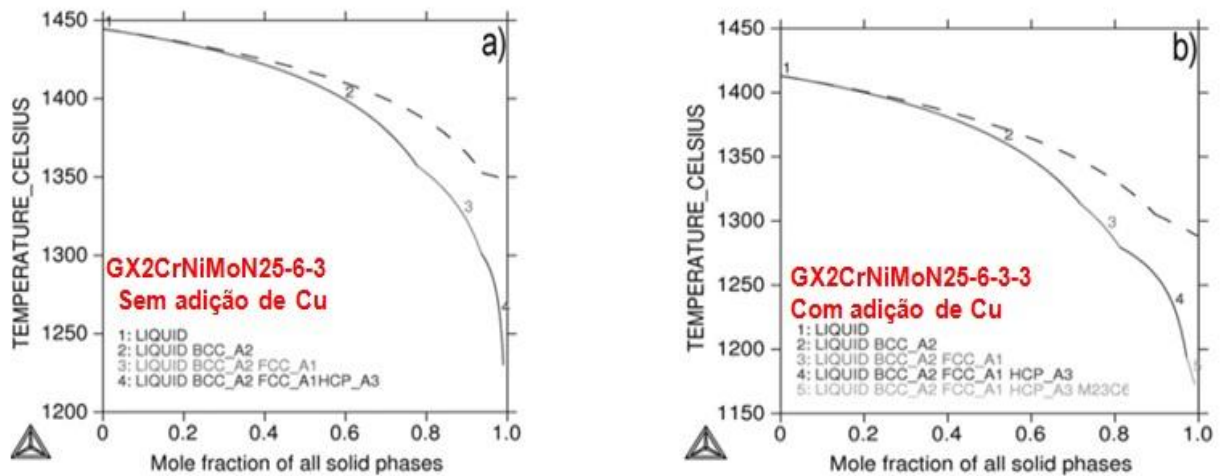 a)
TEMPERATURE_CELSIUS
1450
1400
1350
1300
1250
1200
1
2
3
4
GX2CrNiMoN25-6-3
Sem adição de Cu
1: LIQUID
2: LIQUID BCC_A2
3: LIQUID BCC_A2 FCC_A1
4: LIQUID BCC_A2 FCC_A1HCP_A3
0 0.2 0.4 0.6 0.8 1.0
Mole fraction of all solid phases
b)
TEMPERATURE_CELSIUS
1450
1400
1350
1300
1250
1200
1150
1
2
3
4
5
GX2CrNiMoN25-6-3-3
Com adição de Cu
1: LIQUID
2: LIQUID BCC_A2
3: LIQUID BCC_A2 FCC_A1
4: LIQUID BCC_A2 FCC_A1 HCP_A3
5: LIQUID BCC_A2 FCC_A1 HCP_A3 M23C6
0 0.2 0.4 0.6 0.8 1.0
Mole fraction of all solid phases